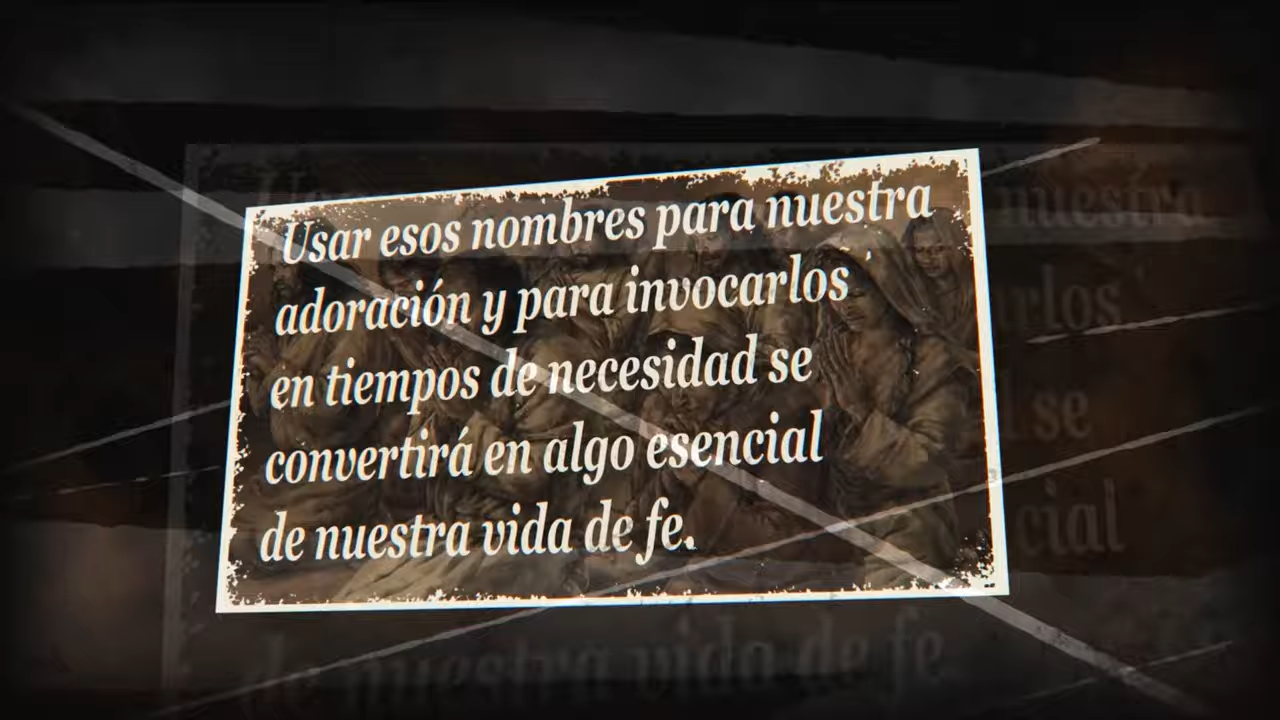 Usar esos nombres para nuestra
adoración y para invocarlos
en tiempos de necesidad se
convertirá en algo esencial
de nuestra vida de fe.